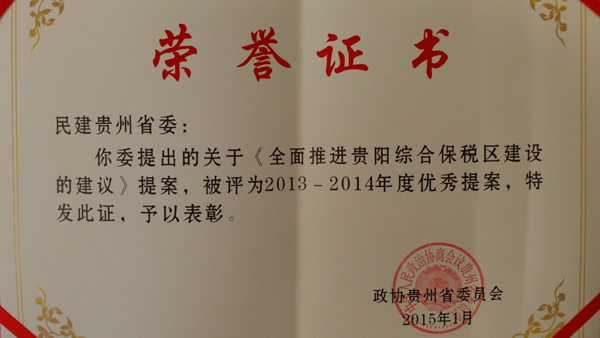 荣誉证书
民建贵州省委：
你委提出的关于《全面推进贵阳综合保税区建设
的建议》提案，被评为2013－2014年度优秀提案，特
发此证，予以表彰。
政协贵州省委员会
2015年1月